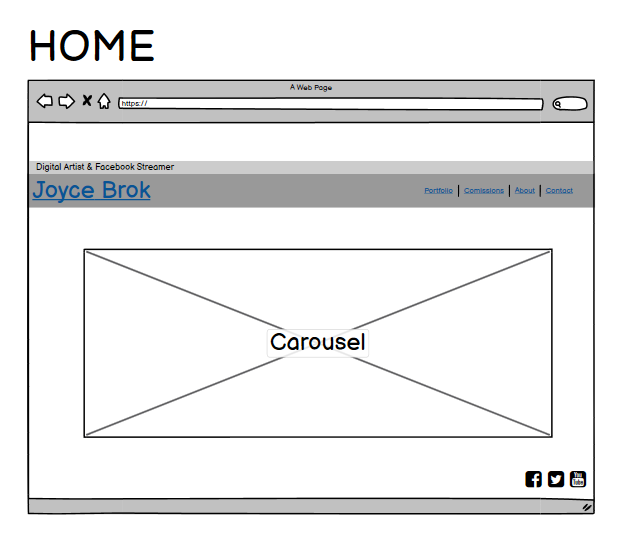 HOME
A Web Page
https://
Digital Artist & Facebook Streamer
Joyce Brok
Portfolio | Comissions | About | Contact
Carousel
You
Tube